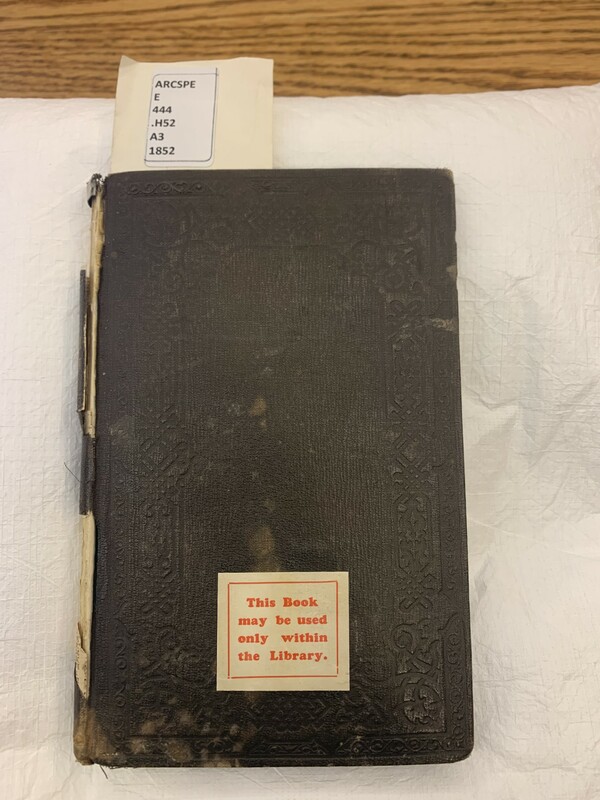 ARCSPE
E
444
.H52
A3
1852
This Book
may be used
only within
the Library.